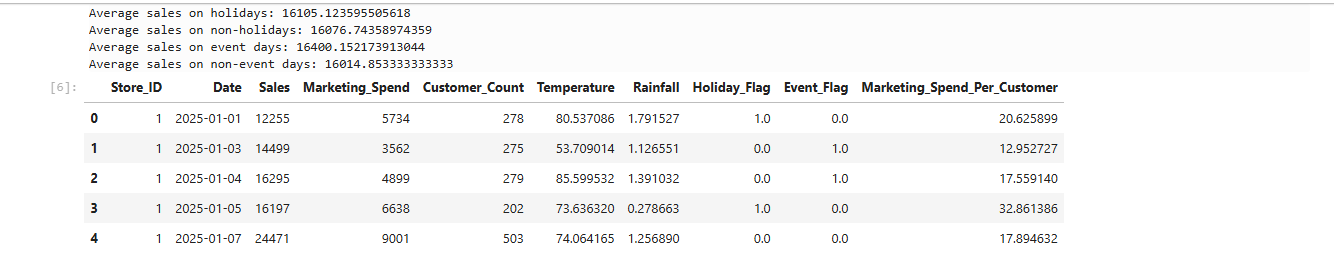 Average sales on holidays: 16105.123595505618
Average sales on non-holidays: 16076.74358974359
Average sales on event days: 16400.152173913044
Average sales on non-event days: 16014.853333333333
[6]: Store_ID Date Sales Marketing_Spend Customer_Count Temperature Rainfall Holiday_Flag Event_Flag Marketing_Spend_Per_Customer
0 1 2025-01-01 12255 5734 278 80.537086 1.791527 1.0 0.0 20.625899
1 1 2025-01-03 14499 3562 275 53.709014 1.126551 0.0 1.0 12.952727
2 1 2025-01-04 16295 4899 279 85.599532 1.391032 0.0 1.0 17.559140
3 1 2025-01-05 16197 6638 202 73.636320 0.278663 1.0 0.0 32.861386
4 1 2025-01-07 24471 9001 503 74.064165 1.256890 0.0 0.0 17.894632